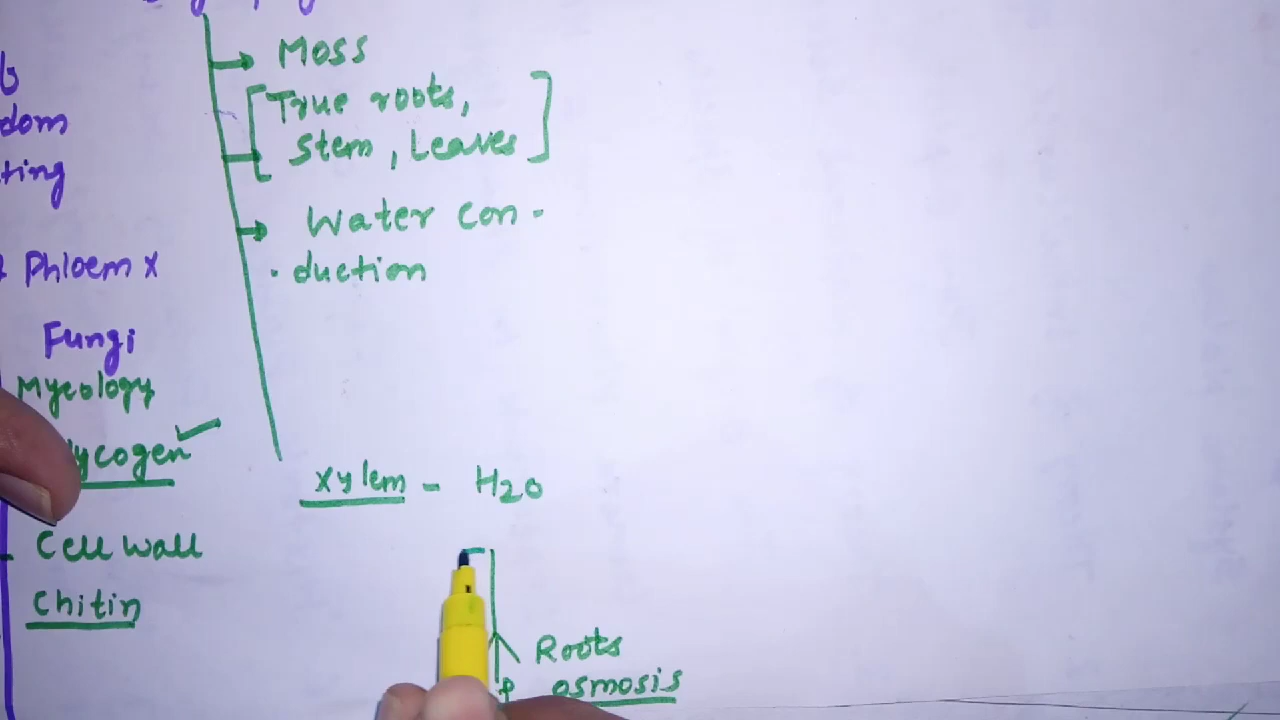 Moss
True roots,
Stem, Leaves
Water con-
-duction
dom
ting
Phloem x
Fungi
Mycology
ycogen
xylem - H2O
Cell wall
Chitin
Roots
osmosis